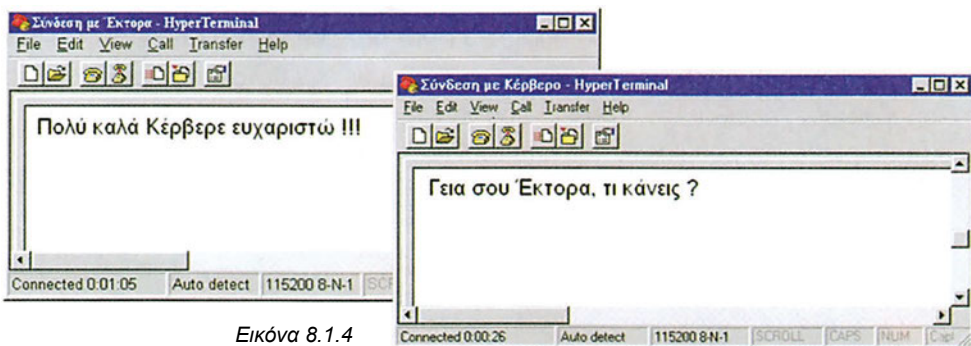 Σύνδεση με Έκτορα - HyperTerminal
File Edit View Call Transfer Help
Πολύ καλά Κέρβερε ευχαριστώ !!!
Connected 0:01:05 Auto detect 115200 8-N-1
Σύνδεση με Κέρβερο - HyperTerminal
File Edit View Call Transfer Help
Γεια σου Έκτορα, τι κάνεις ?
Connected 0:00:26 Auto detect 115200 8-N-1 SCROLL CAPS NUM
Εικόνα 8.1.4